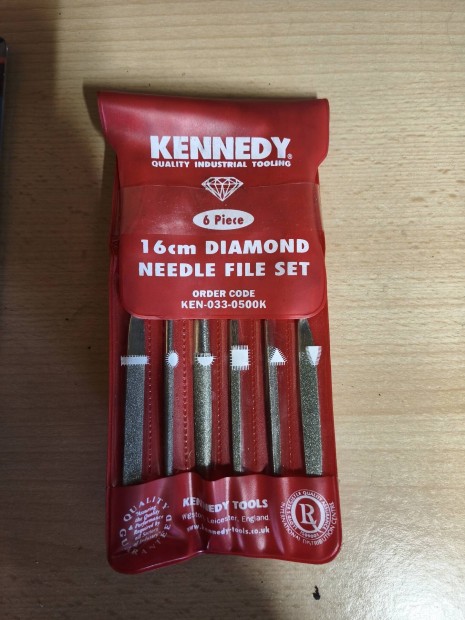 KENNEDY®
QUALITY INDUSTRIAL TOOLING
6 Piece
16cm DIAMOND
NEEDLE FILE SET
ORDER CODE
KEN-033-0500K
KENNEDY TOOLS
Leicester, England
R